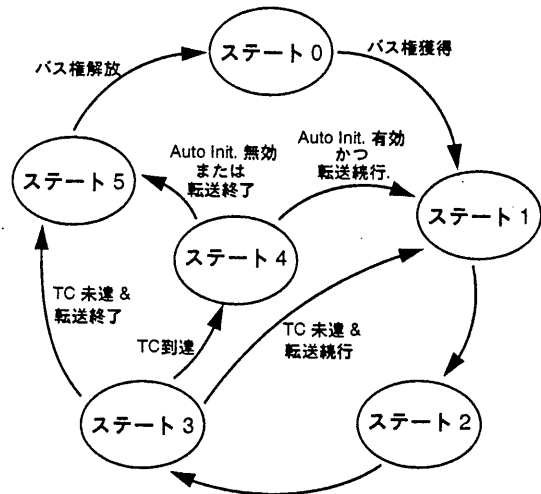 ステート 0
バス権解放
バス権獲得
Auto Init. 無効
または
転送終了
Auto Init. 有効
かつ
転送続行.
ステート 5
ステート 1
ステート 4
TC 未達 &
転送終了
TC到達
TC 未達 &
転送続行
ステート 3
ステート 2